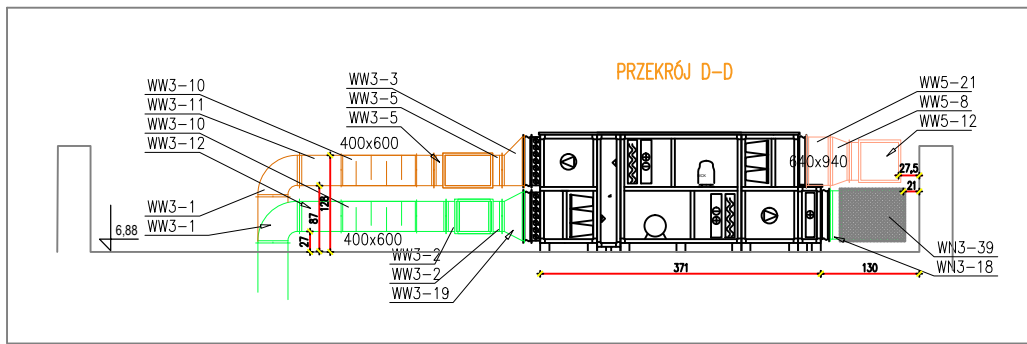 PRZEKRÓJ D-D
WW3-10
WW3-11
WW3-10
WW3-12
WW3-3
WW3-5
WW3-5
400x600
WW5-21
WW5-8
WW5-12
640x940
27,5
21
WW3-1
WW3-1
128
87
27
6,88
400x600
WW3-2
WW3-2
WW3-19
371
130
WN3-39
WN3-18